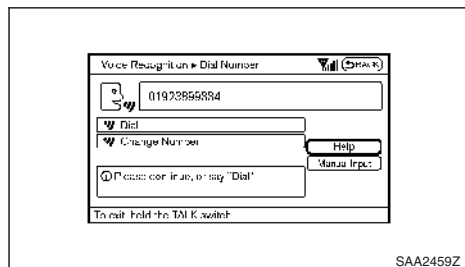 Voice Recognition ▸ Dial Number
BACK
01923899334
Dial
Change Number
Help
Manual Input
Please continue, or say "Dial"
To exit, hold the TALK switch
SAA2459Z